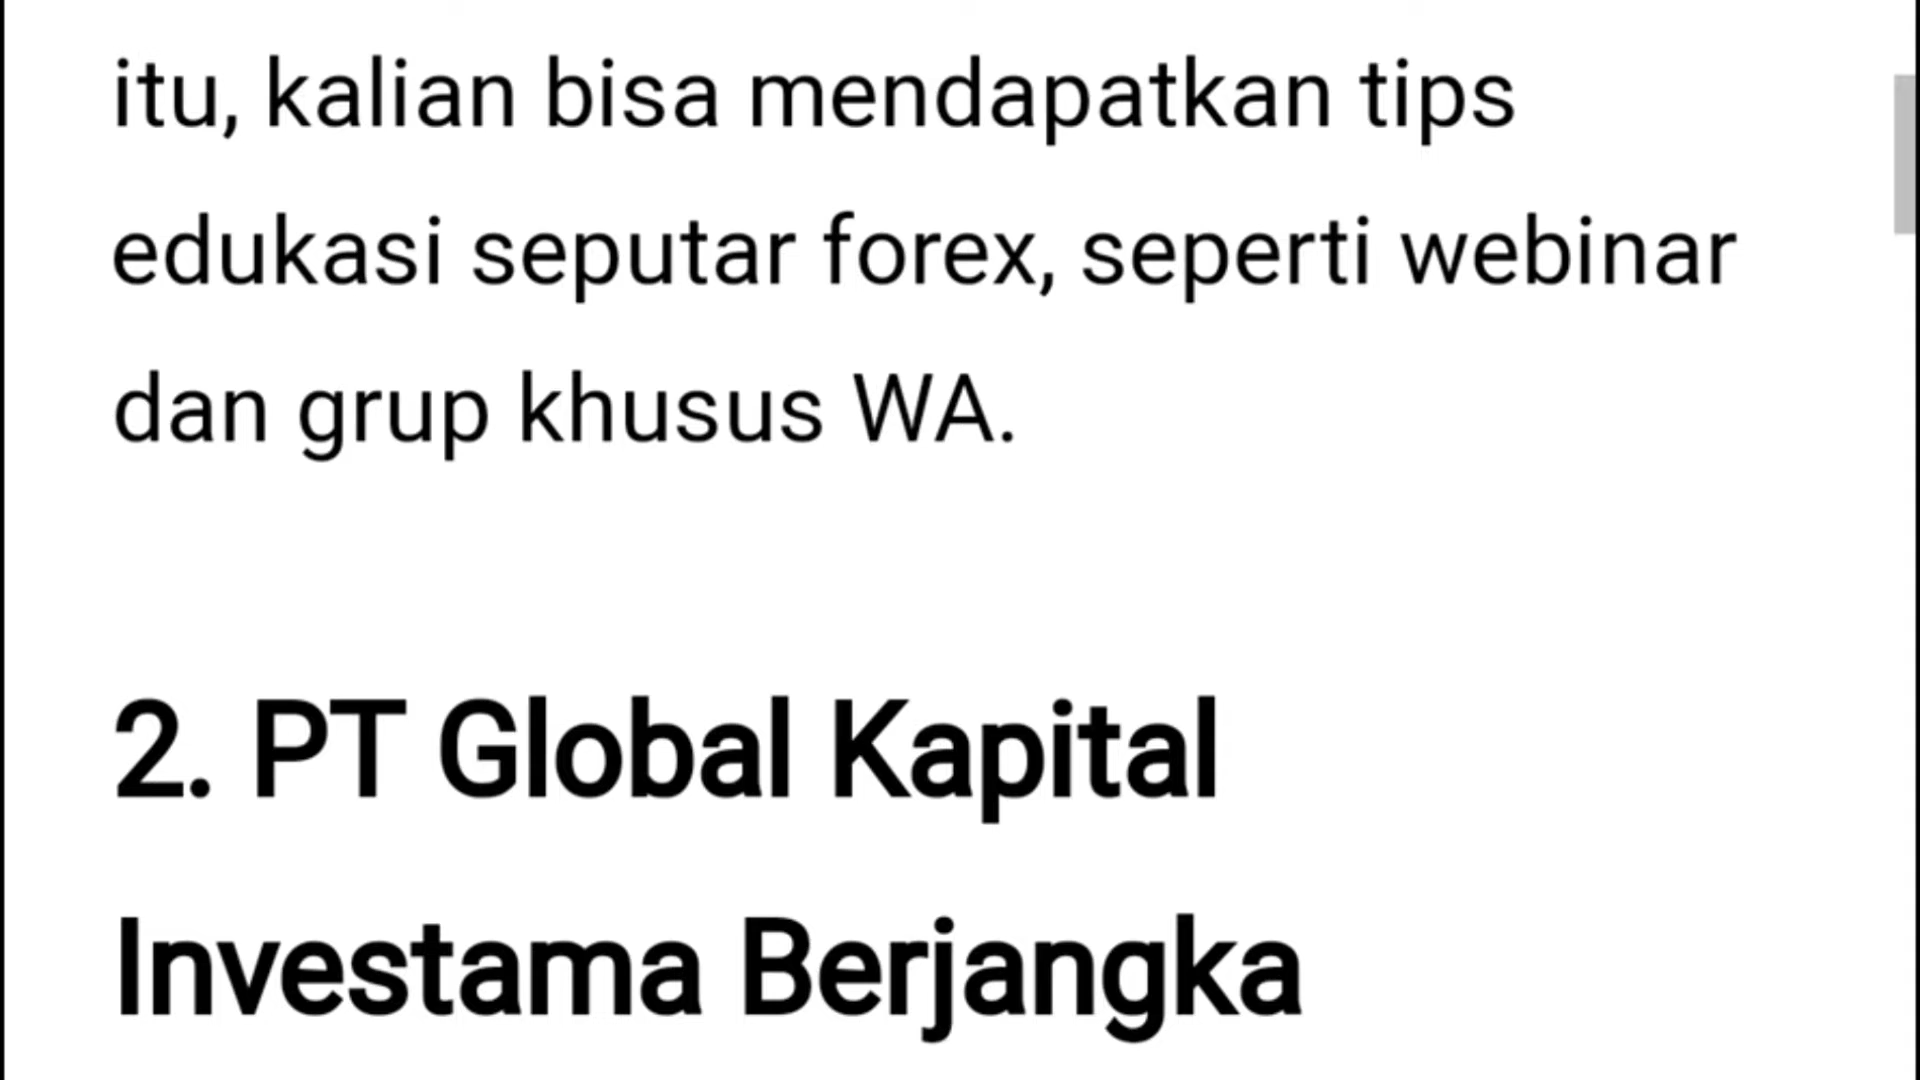 itu, kalian bisa mendapatkan tips
edukasi seputar forex, seperti webinar
dan grup khusus WA.
2. PT Global Kapital
Investama Berjangka